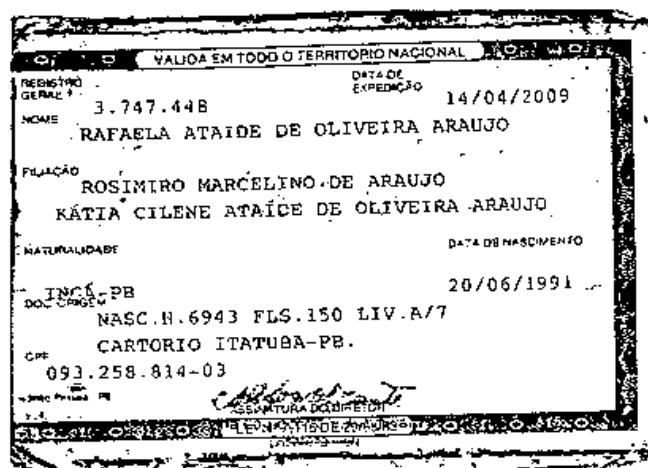 VALIDA EM TODO O TERRITORIO NACIONAL
REGISTRO GERAL
DATA DE EXPEDIÇÃO
3.747.448 14/04/2009
NOME
RAFAELA ATAIDE DE OLIVEIRA ARAUJO
FILIAÇÃO
ROSIMIRO MARCELINO DE ARAUJO
KÁTIA CILENE ATAÍDE DE OLIVEIRA ARAUJO
NATURALIDADE DATA DE NASCIMENTO
INGÁ-PB 20/06/1991
DOC ORIGEM
NASC.N.6943 FLS.150 LIV.A/7
CARTORIO ITATUBA-PB.
CPF
093.258.814-03
ASSINATURA DO DIRETOR